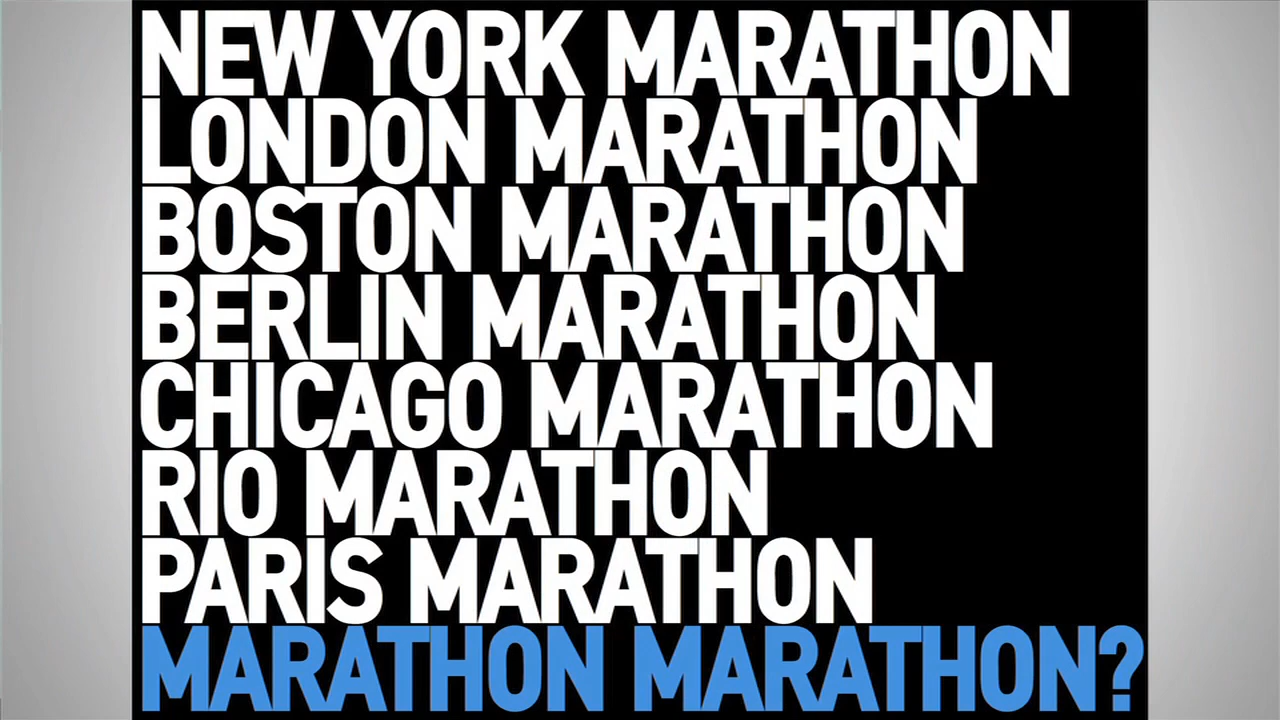 NEW YORK MARATHON
LONDON MARATHON
BOSTON MARATHON
BERLIN MARATHON
CHICAGO MARATHON
RIO MARATHON
PARIS MARATHON
MARATHON MARATHON?